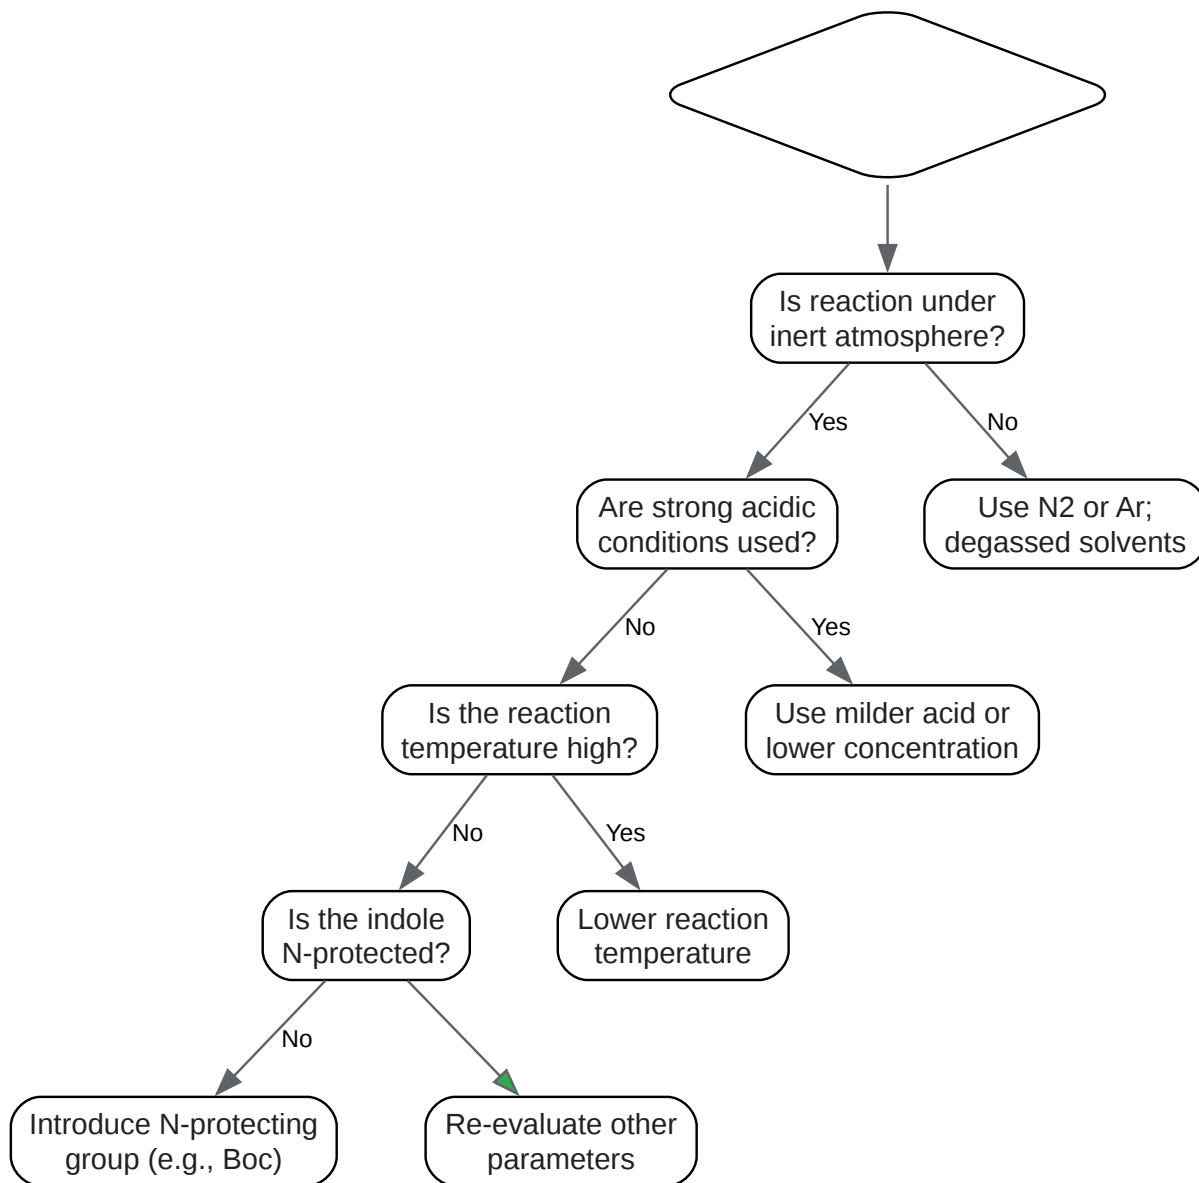 Is reaction under
inert atmosphere?
Yes
No
Are strong acidic
conditions used?
Use N2 or Ar;
degassed solvents
No
Yes
Is the reaction
temperature high?
Use milder acid or
lower concentration
No
Yes
Is the indole
N-protected?
Lower reaction
temperature
No
Introduce N-protecting
group (e.g., Boc)
Re-evaluate other
parameters